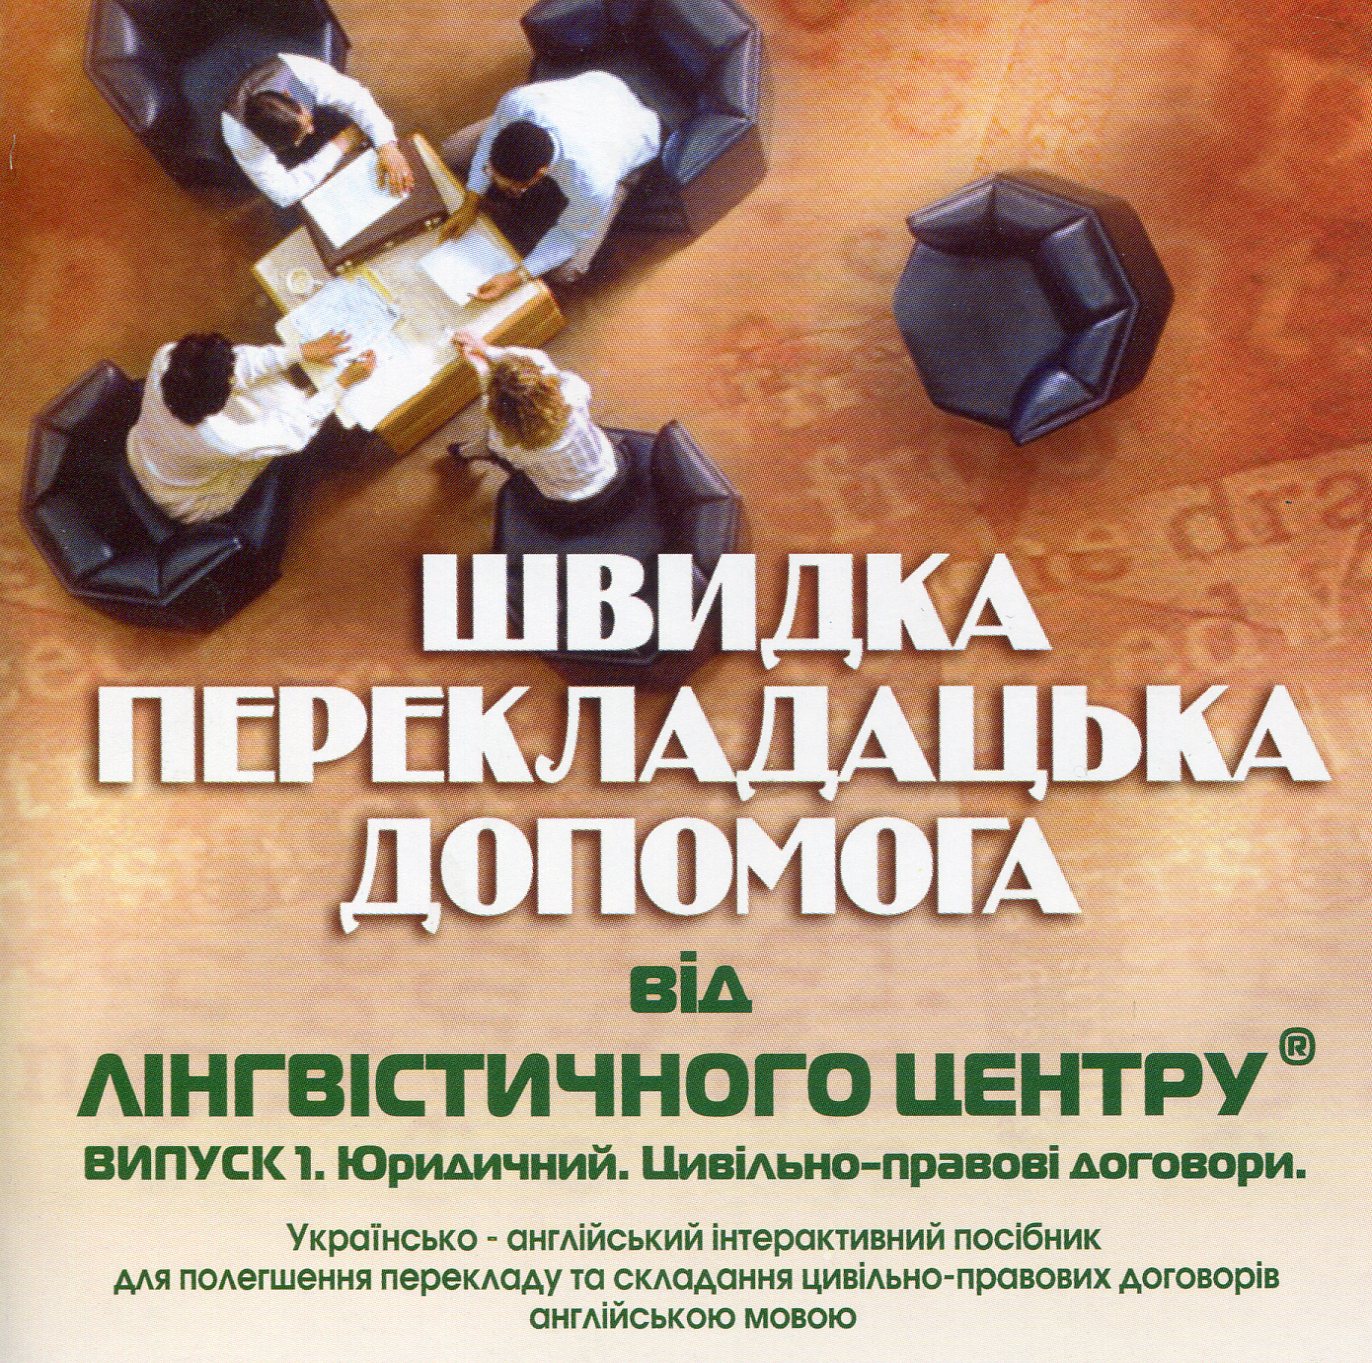 ШВИДКА
ПЕРЕКЛАДАЦЬКА
ДОПОМОГА
від
ЛІНГВІСТИЧНОГО ЦЕНТРУ®
ВИПУСК 1. Юридичний. Цивільно-правові договори.
Українсько - англійський інтерактивний посібник
для полегшення перекладу та складання цивільно-правових договорів
англійською мовою